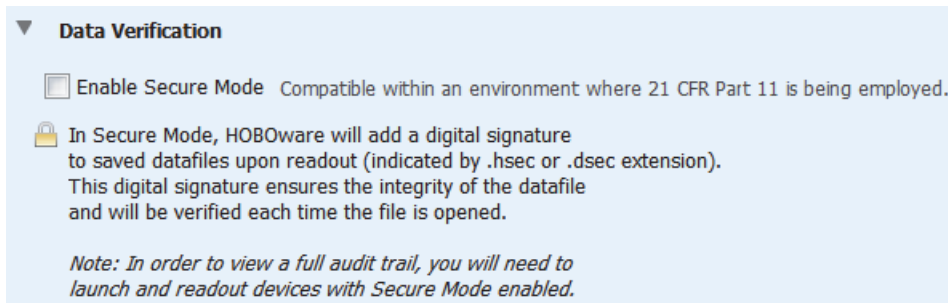 Data Verification
Enable Secure Mode Compatible within an environment where 21 CFR Part 11 is being employed.
In Secure Mode, HOBOware will add a digital signature
to saved datafiles upon readout (indicated by .hsec or .dsec extension).
This digital signature ensures the integrity of the datafile
and will be verified each time the file is opened.
Note: In order to view a full audit trail, you will need to
launch and readout devices with Secure Mode enabled.